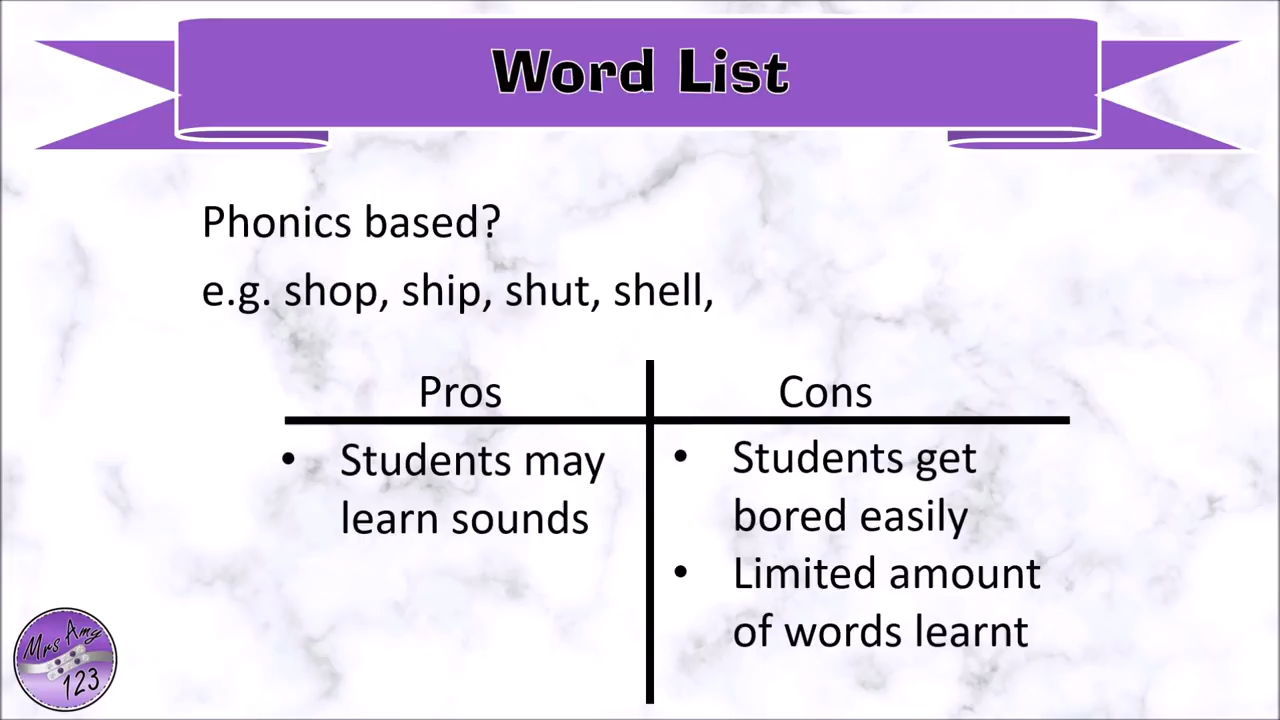 Word List
Phonics based?
e.g. shop, ship, shut, shell,
Pros
Cons
• Students may
learn sounds
• Students get
bored easily
• Limited amount
of words learnt
Mrs Amy
123